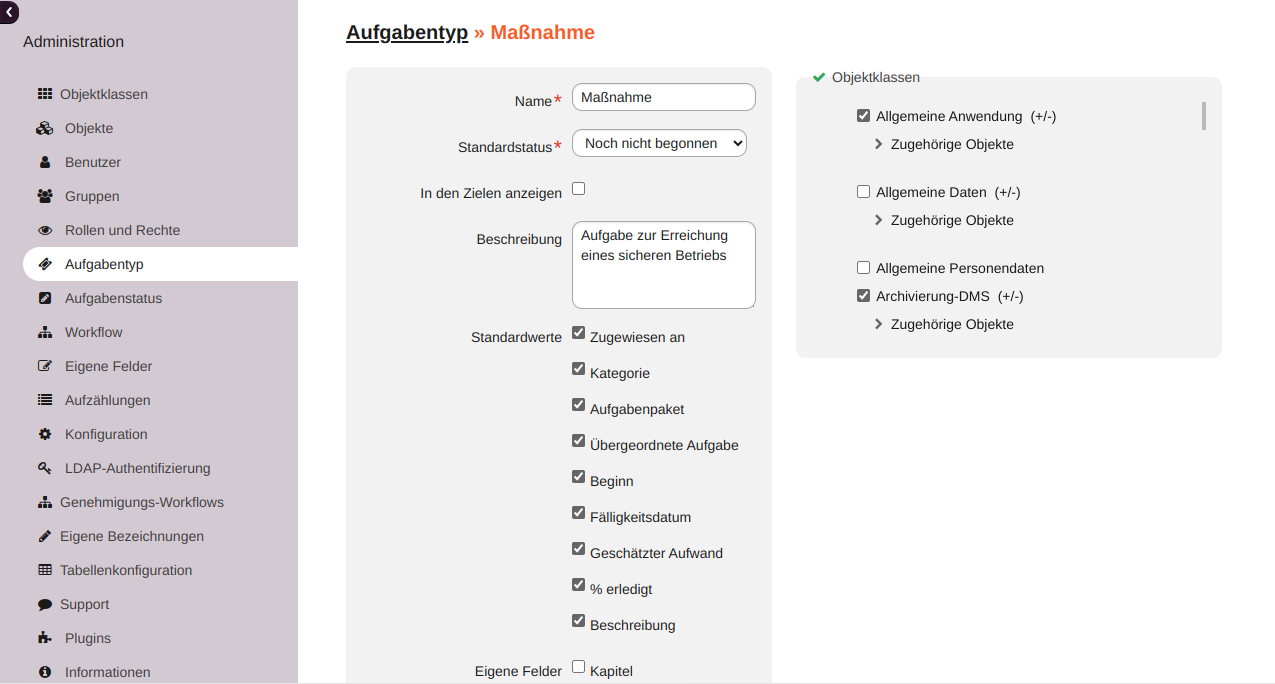 Administration
Objektklassen
Objekte
Benutzer
Gruppen
Rollen und Rechte
Aufgabentyp
Aufgabenstatus
Workflow
Eigene Felder
Aufzählungen
Konfiguration
LDAP-Authentifizierung
Genehmigungs-Workflows
Eigene Bezeichnungen
Tabellenkonfiguration
Support
Plugins
Informationen
Aufgabentyp » Maßnahme
Name* Maßnahme
Standardstatus* Noch nicht begonnen
In den Zielen anzeigen
Beschreibung Aufgabe zur Erreichung
eines sicheren Betriebs
Standardwerte Zugewiesen an
Kategorie
Aufgabenpaket
Übergeordnete Aufgabe
Beginn
Fälligkeitsdatum
Geschätzter Aufwand
% erledigt
Beschreibung
Eigene Felder Kapitel
Objektklassen
Allgemeine Anwendung (+/-)
Zugehörige Objekte
Allgemeine Daten (+/-)
Zugehörige Objekte
Allgemeine Personendaten
Archivierung-DMS (+/-)
Zugehörige Objekte